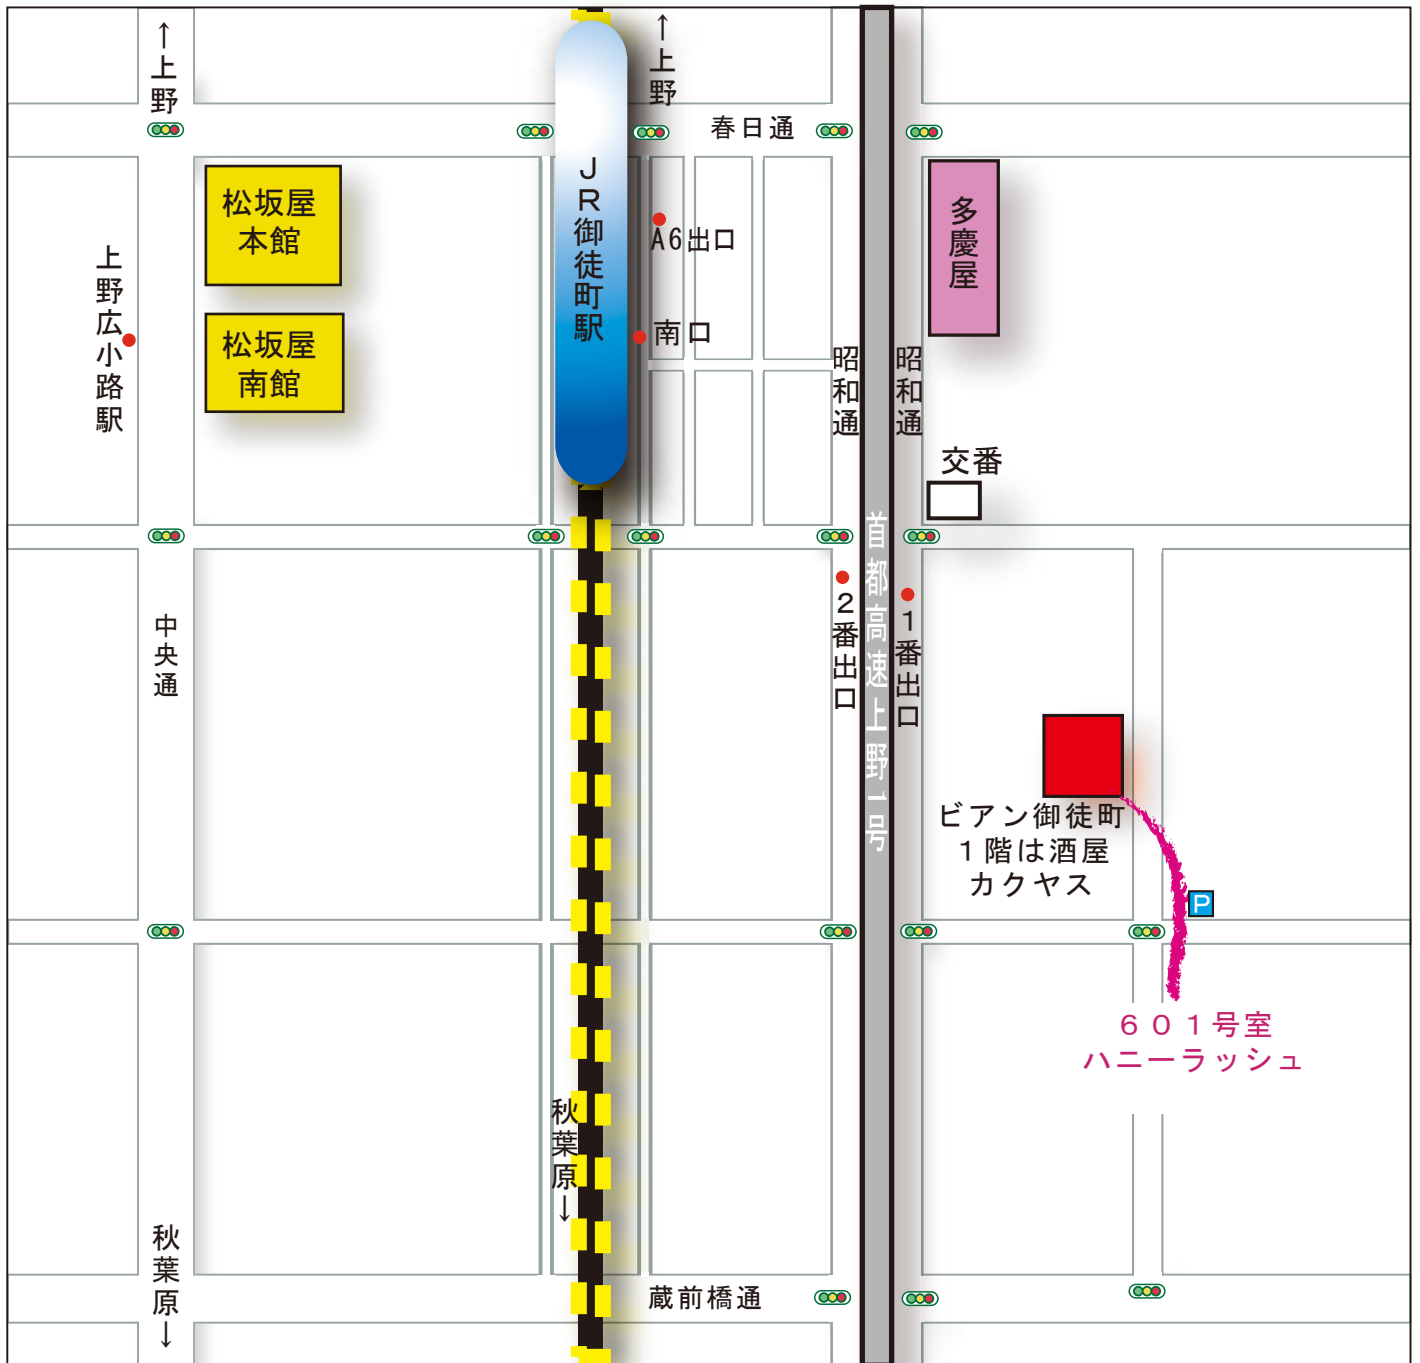 ↑上野
↑上野
春日通
JR御徒町駅
松坂屋
本館
A6出口
多慶屋
上野広小路駅
南口
松坂屋
南館
昭和通
昭和通
交番
首都高速上野1号
2番出口
1番出口
中央通
ビアン御徒町
1階は酒屋
カクヤス
P
601号室
ハニーラッシュ
秋葉原↓
秋葉原↓
蔵前橋通